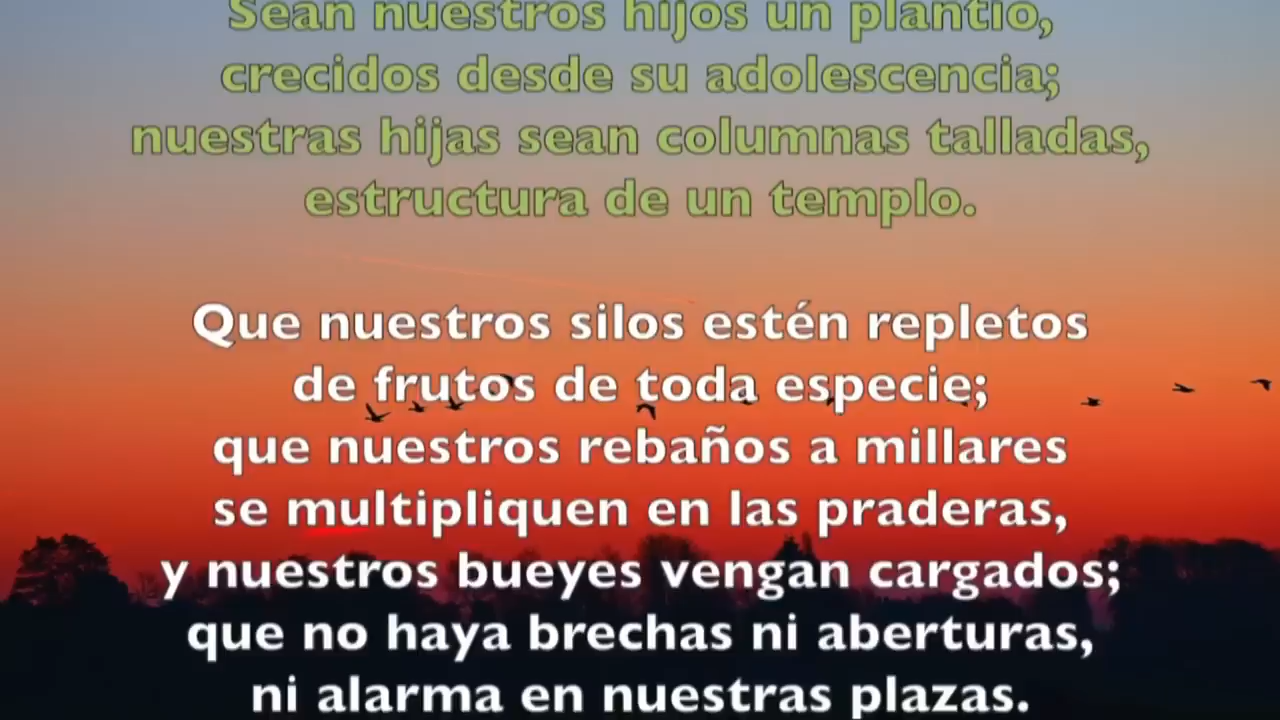 Sean nuestros hijos un plantío,
crecidos desde su adolescencia;
nuestras hijas sean columnas talladas,
estructura de un templo.
Que nuestros silos estén repletos
de frutos de toda especie;
que nuestros rebaños a millares
se multipliquen en las praderas,
y nuestros bueyes vengan cargados;
que no haya brechas ni aberturas,
ni alarma en nuestras plazas.